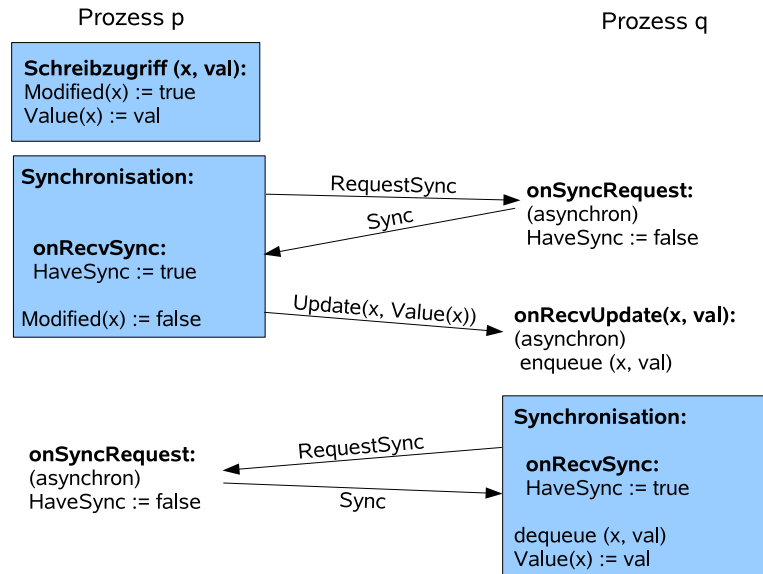 Prozess p
Prozess q
Schreibzugriff (x, val):
Modified(x) := true
Value(x) := val
Synchronisation:
RequestSync
onSyncRequest:
(asynchron)
HaveSync := false
Sync
onRecvSync:
HaveSync := true
Modified(x) := false
Update(x, Value(x))
onRecvUpdate(x, val):
(asynchron)
enqueue (x, val)
Synchronisation:
RequestSync
onSyncRequest:
(asynchron)
HaveSync := false
Sync
onRecvSync:
HaveSync := true
dequeue (x, val)
Value(x) := val